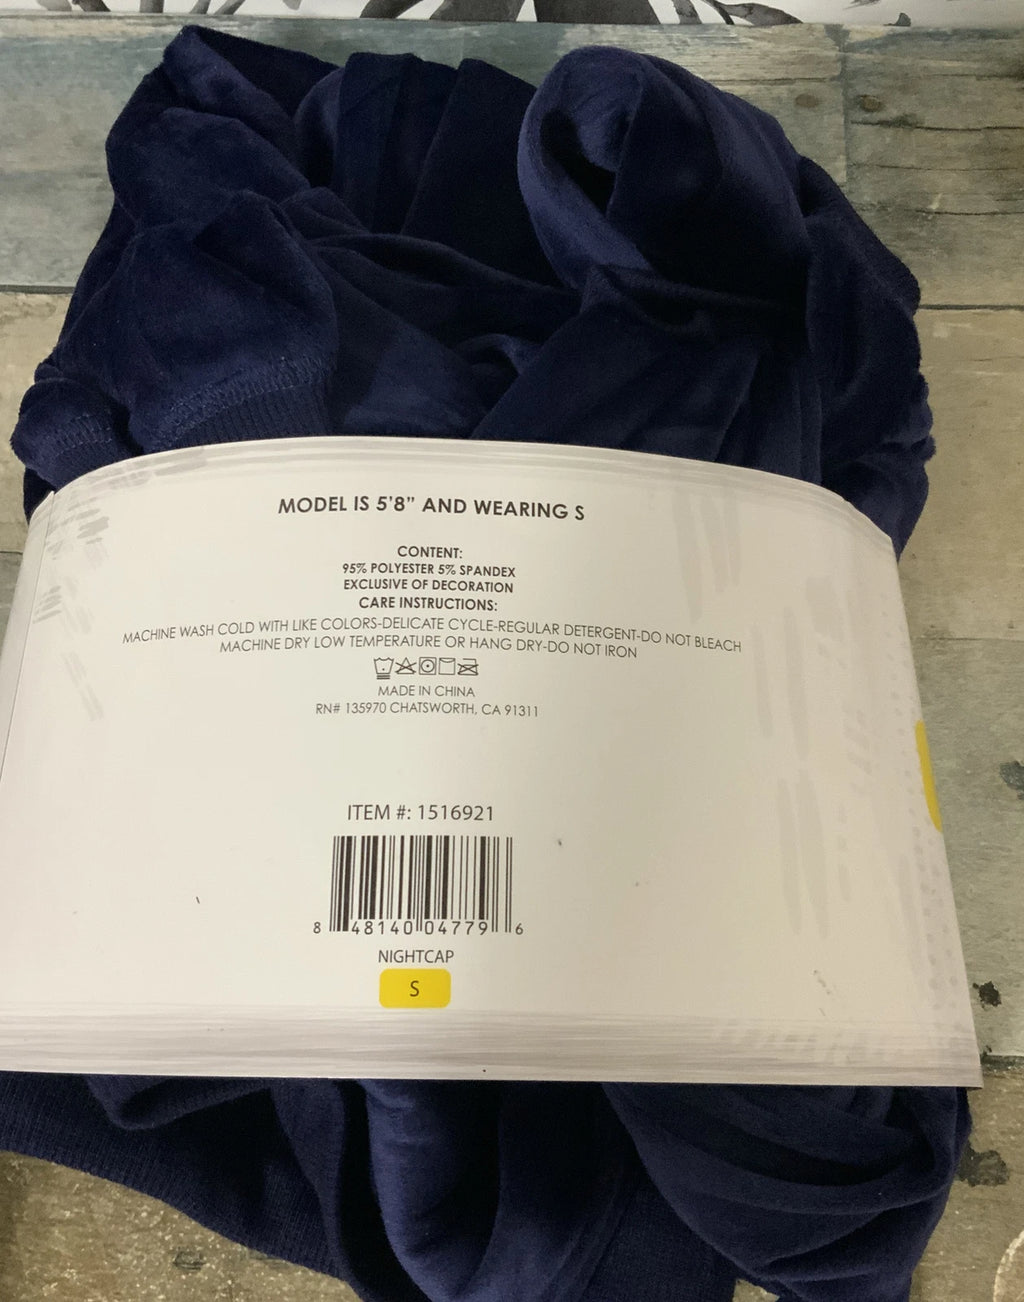 MODEL IS 5'8” AND WEARING S
CONTENT:
95% POLYESTER 5% SPANDEX
EXCLUSIVE OF DECORATION
CARE INSTRUCTIONS:
MACHINE WASH COLD WITH LIKE COLORS-DELICATE CYCLE-REGULAR DETERGENT-DO NOT BLEACH
MACHINE DRY LOW TEMPERATURE OR HANG DRY-DO NOT IRON
MADE IN CHINA
RN# 135970 CHATSWORTH, CA 91311
ITEM #: 1516921
8 48140 04779 6
NIGHTCAP
S